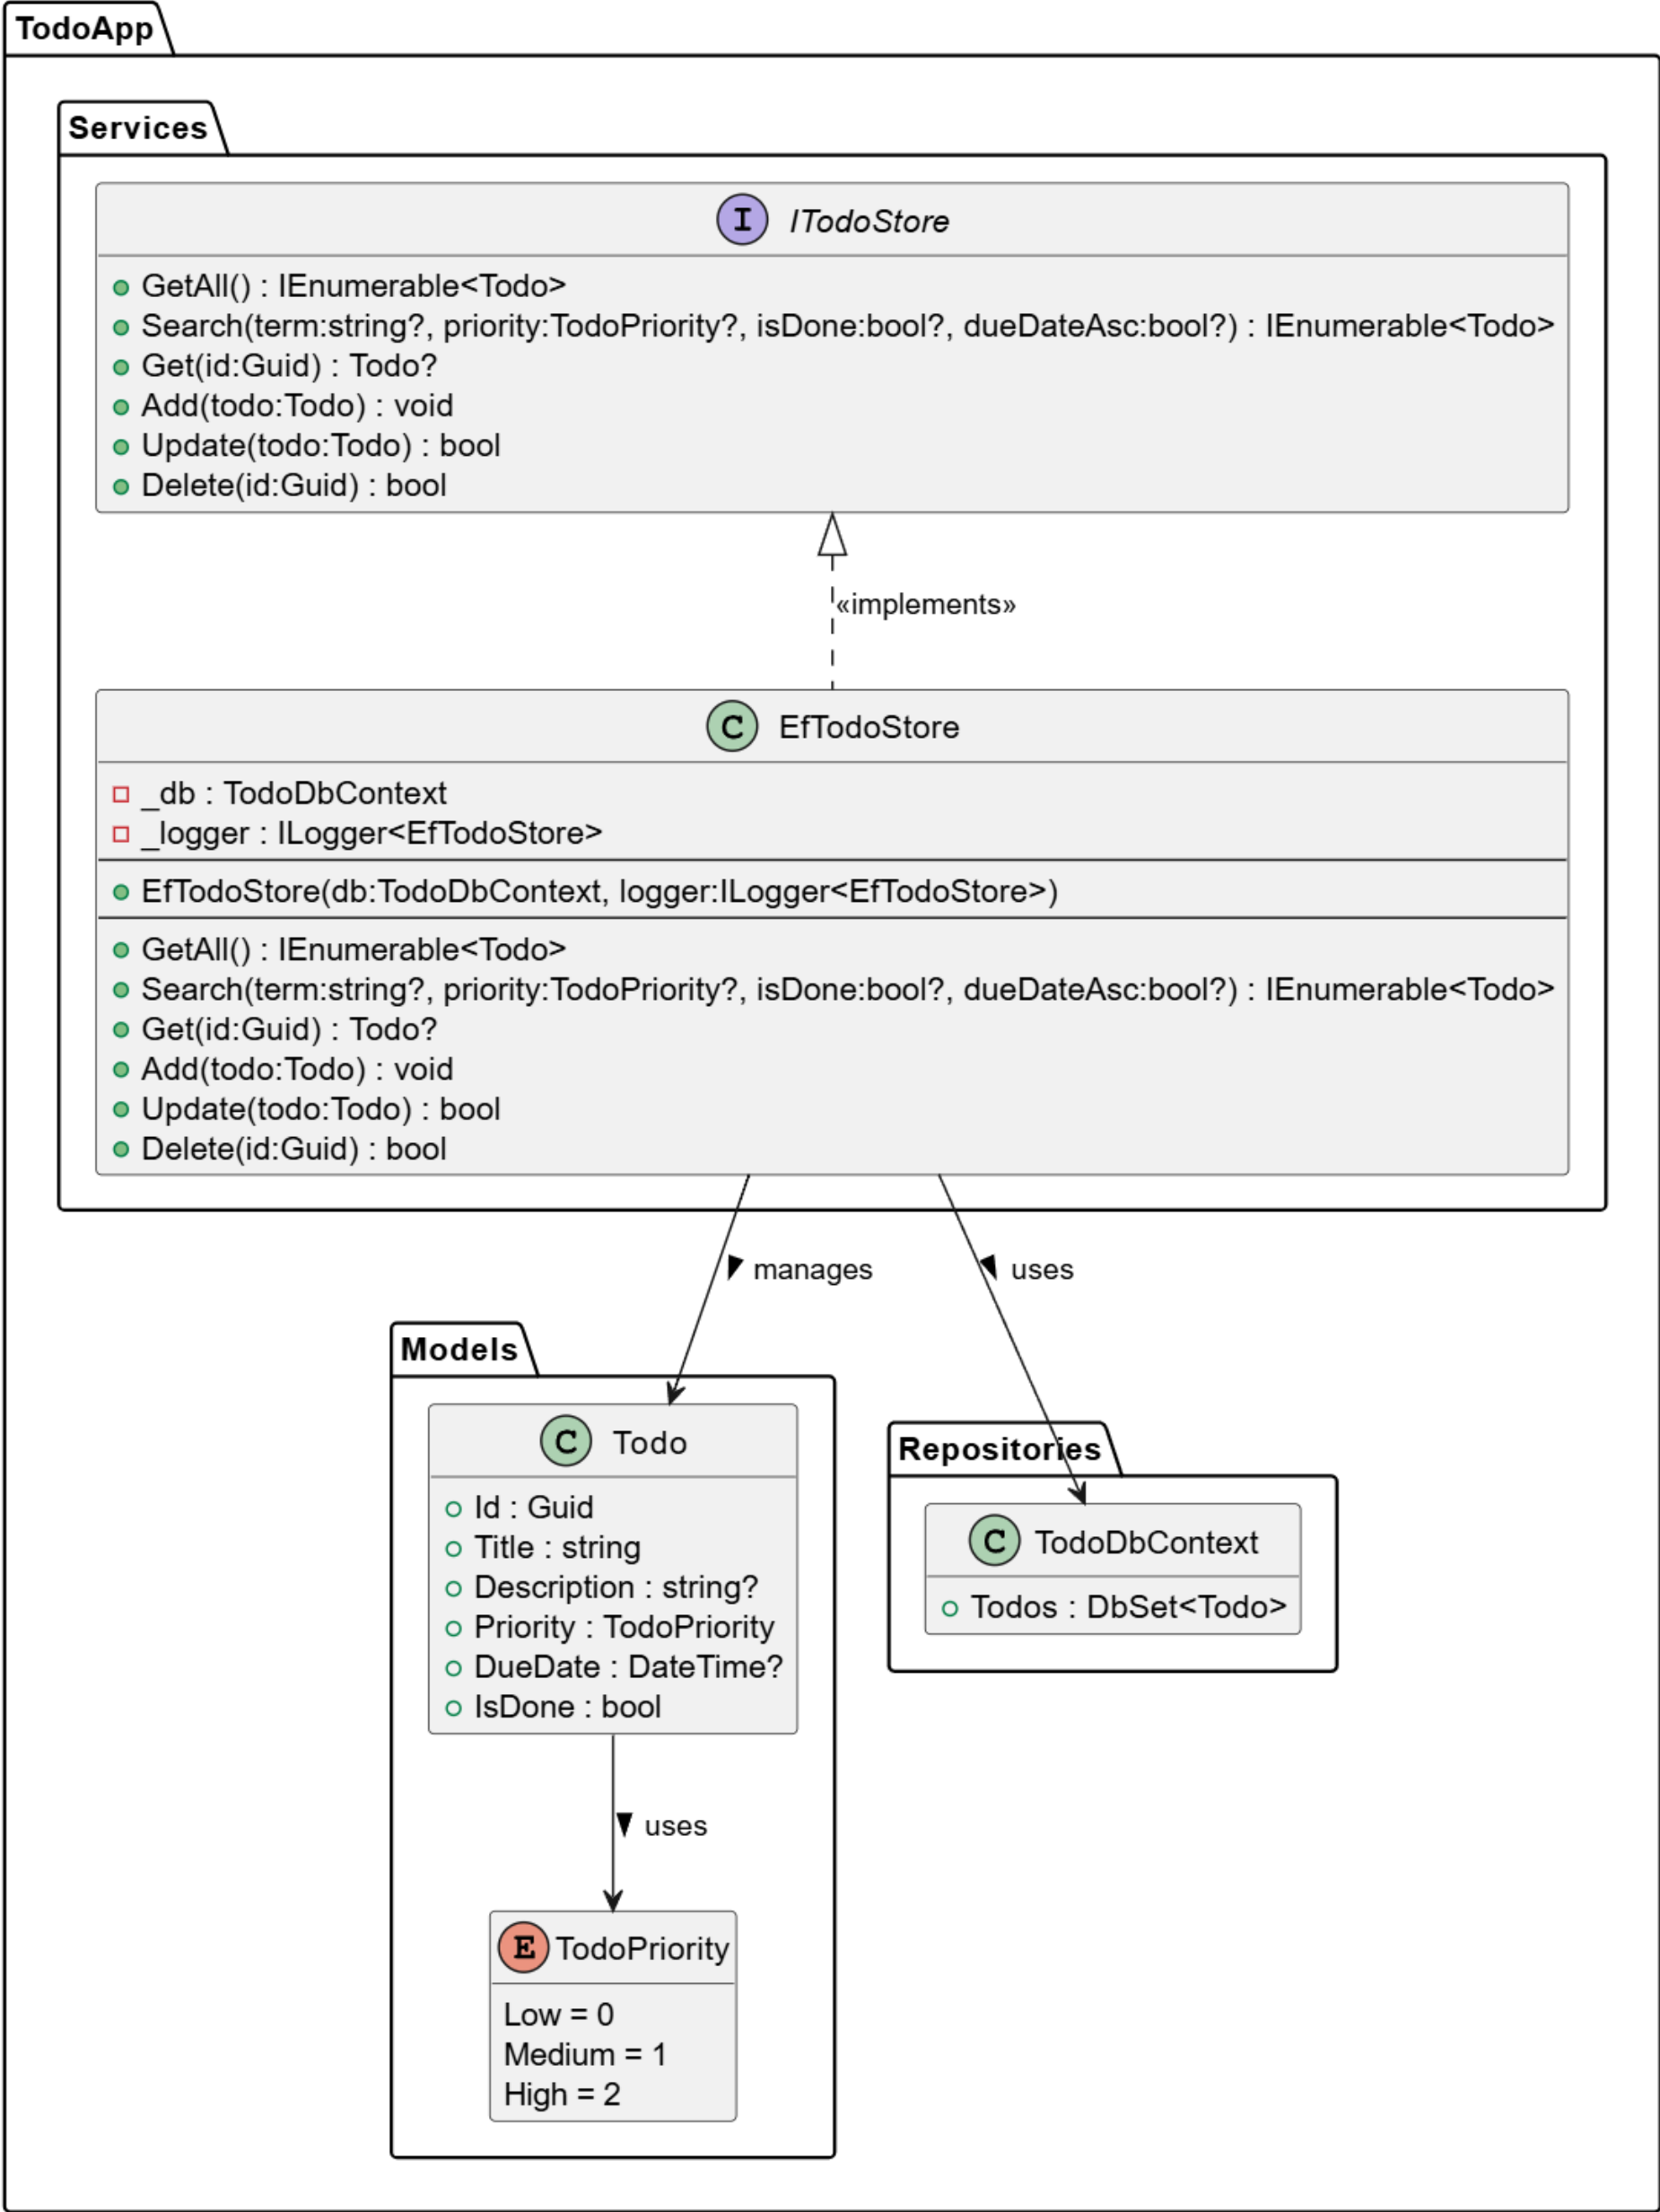 TodoApp
Services
I ITodoStore
GetAll() : IEnumerable<Todo>
Search(term:string?, priority:TodoPriority?, isDone:bool?, dueDateAsc:bool?) : IEnumerable<Todo>
Get(id:Guid) : Todo?
Add(todo:Todo) : void
Update(todo:Todo) : bool
Delete(id:Guid) : bool
«implements»
C EfTodoStore
_db : TodoDbContext
_logger : ILogger<EfTodoStore>
EfTodoStore(db:TodoDbContext, logger:ILogger<EfTodoStore>)
GetAll() : IEnumerable<Todo>
Search(term:string?, priority:TodoPriority?, isDone:bool?, dueDateAsc:bool?) : IEnumerable<Todo>
Get(id:Guid) : Todo?
Add(todo:Todo) : void
Update(todo:Todo) : bool
Delete(id:Guid) : bool
manages
uses
Models
C Todo
Id : Guid
Title : string
Description : string?
Priority : TodoPriority
DueDate : DateTime?
IsDone : bool
Repositories
C TodoDbContext
Todos : DbSet<Todo>
uses
E TodoPriority
Low = 0
Medium = 1
High = 2